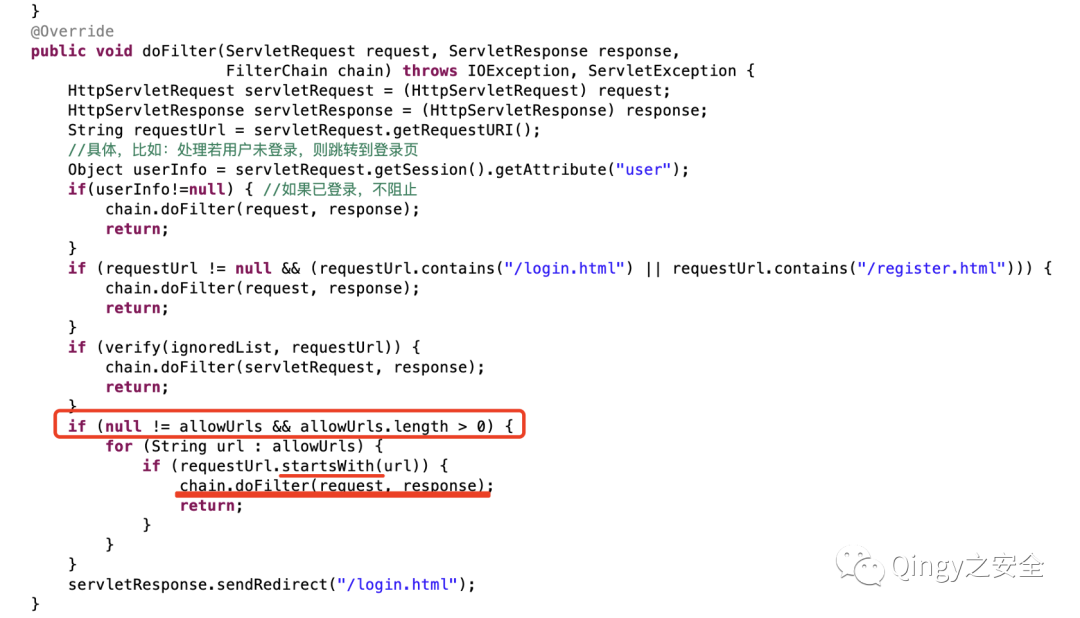 }
@Override
public void doFilter(ServletRequest request, ServletResponse response,
FilterChain chain) throws IOException, ServletException {
HttpServletRequest servletRequest = (HttpServletRequest) request;
HttpServletResponse servletResponse = (HttpServletResponse) response;
String requestUrl = servletRequest.getRequestURI();
//具体，比如：处理若用户未登录，则跳转到登录页
Object userInfo = servletRequest.getSession().getAttribute("user");
if(userInfo!=null) { //如果已登录，不阻止
chain.doFilter(request, response);
return;
}
if (requestUrl != null && (requestUrl.contains("/login.html") || requestUrl.contains("/register.html"))) {
chain.doFilter(request, response);
return;
}
if (verify(ignoredList, requestUrl)) {
chain.doFilter(servletRequest, response);
return;
}
if (null != allowUrls && allowUrls.length > 0) {
for (String url : allowUrls) {
if (requestUrl.startsWith(url)) {
chain.doFilter(request, response);
return;
}
}
}
servletResponse.sendRedirect("/login.html");
}
Qingy之安全